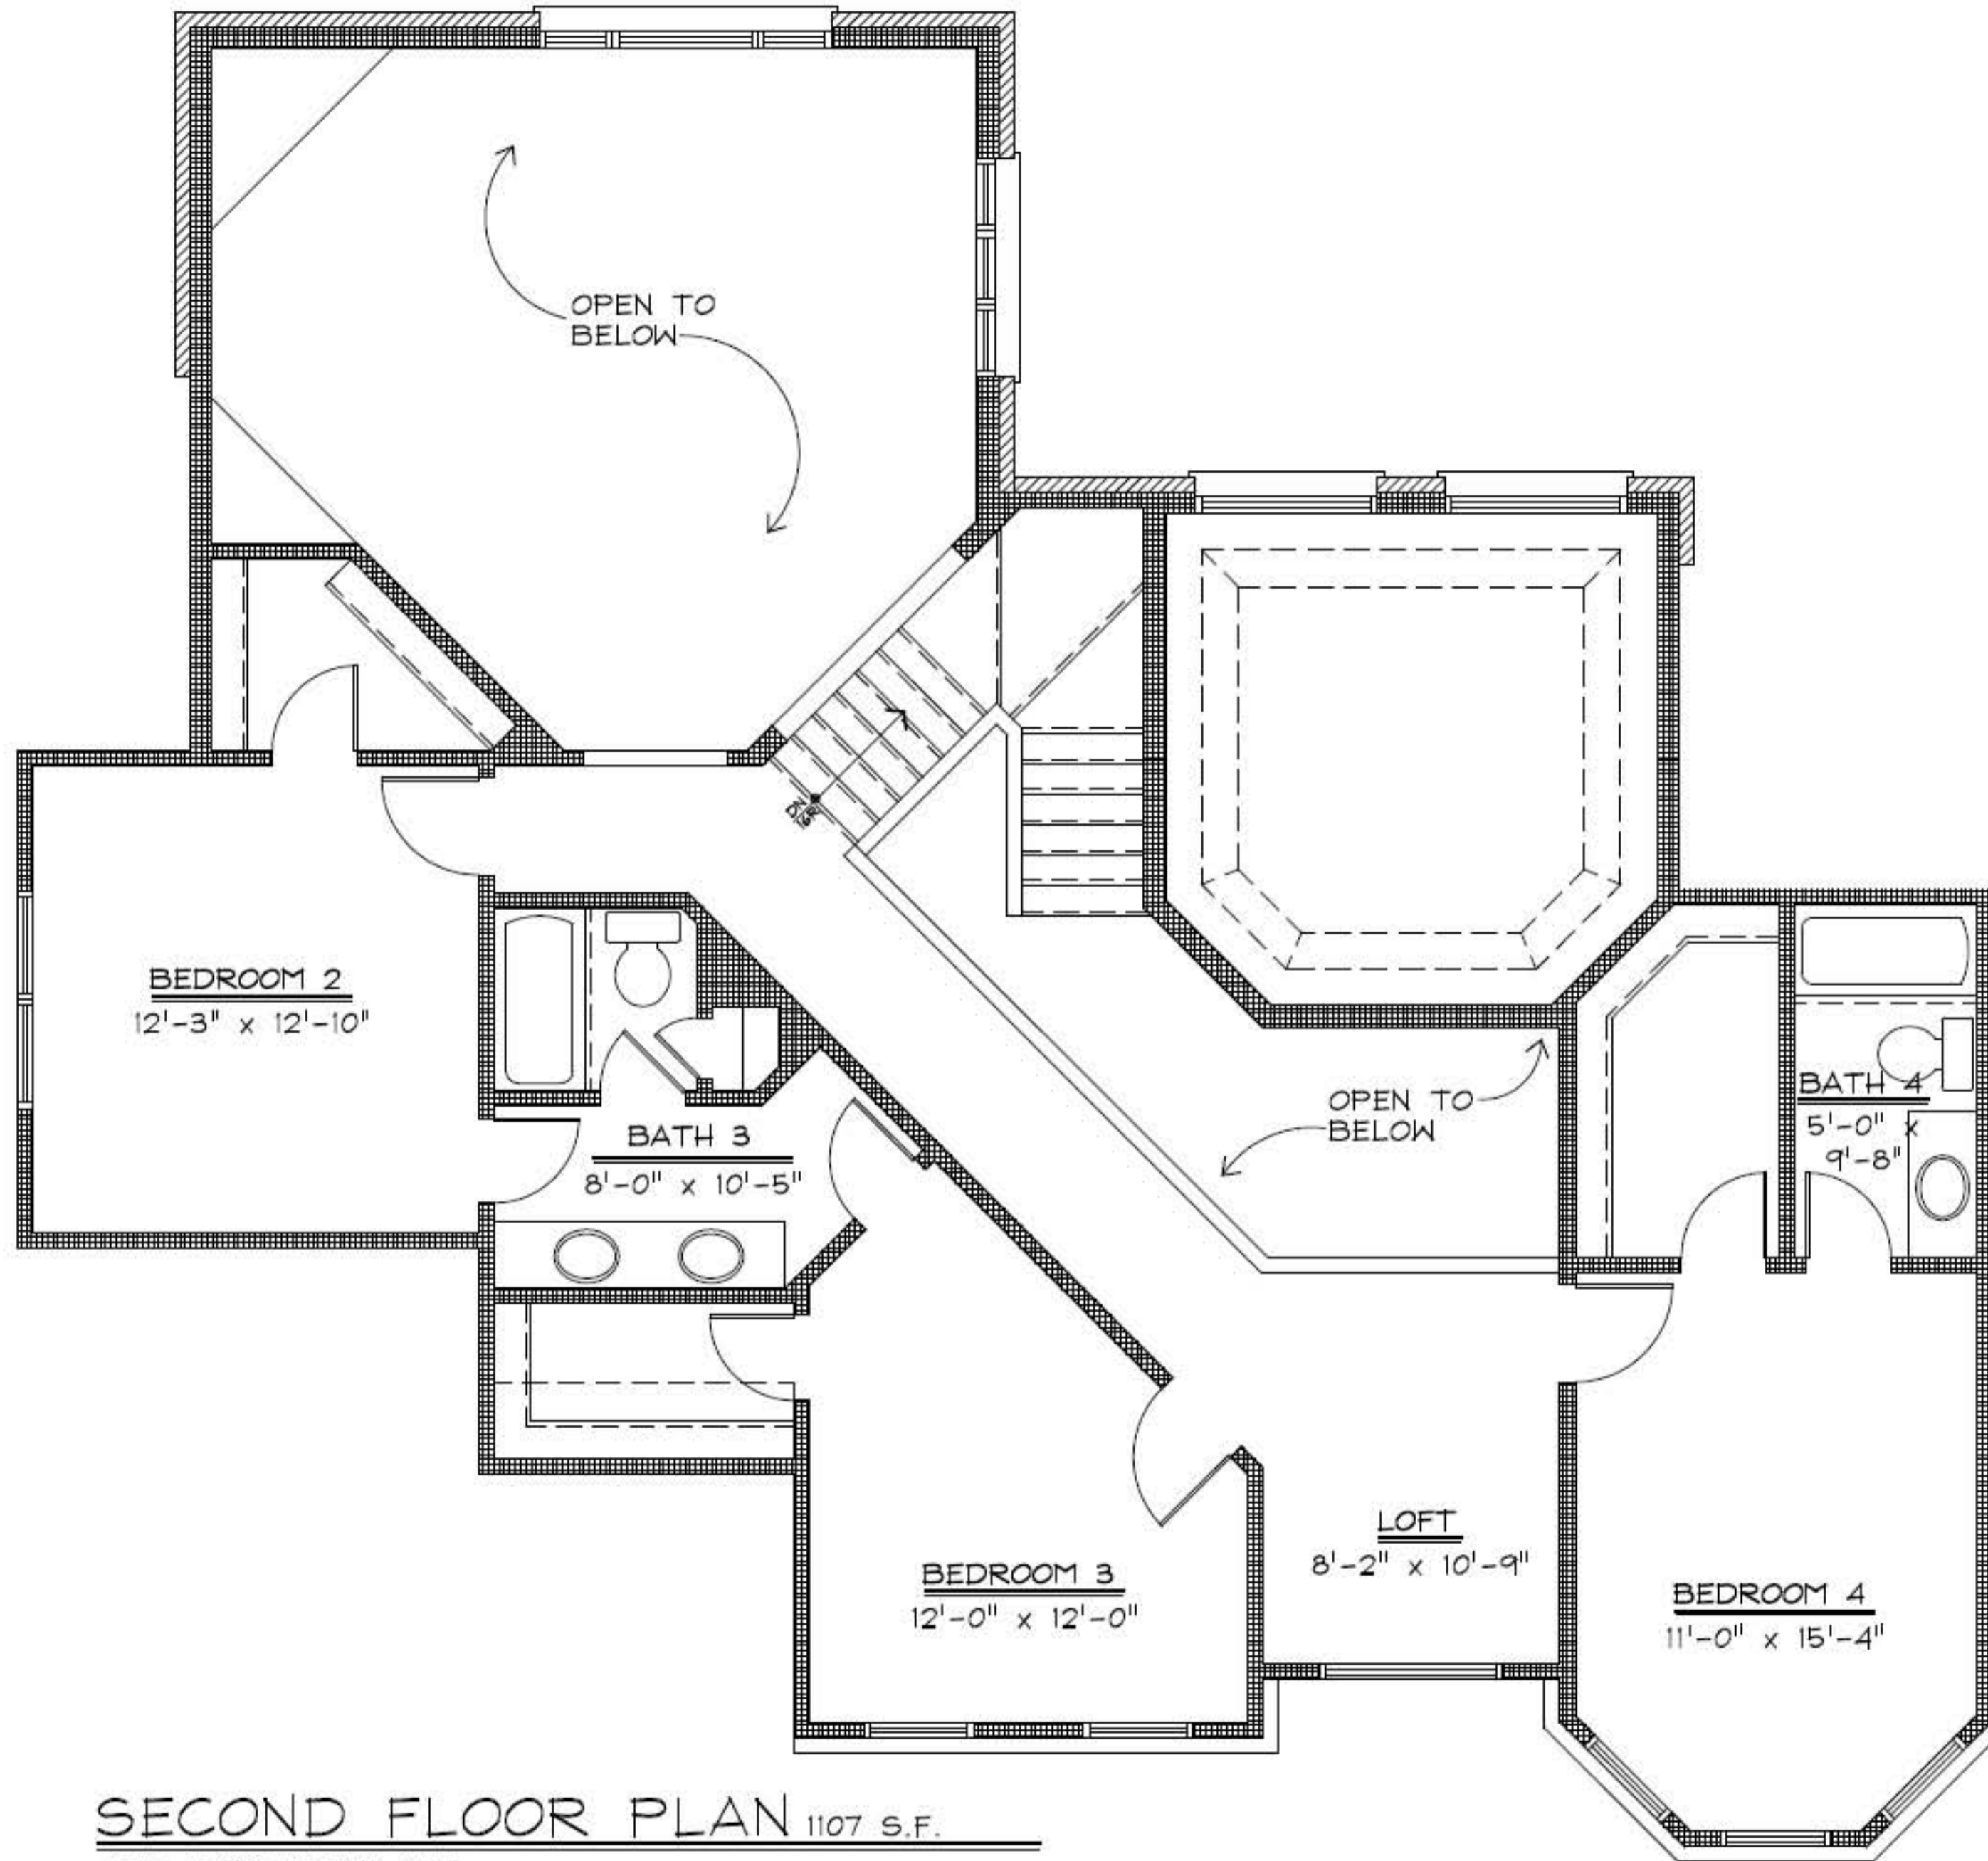 OPEN TO
BELOW
BEDROOM 2
12'-3" x 12'-10"
BATH 3
8'-0" x 10'-5"
OPEN TO
BELOW
BATH 4
5'-0" x
9'-8"
LOFT
8'-2" x 10'-9"
BEDROOM 3
12'-0" x 12'-0"
BEDROOM 4
11'-0" x 15'-4"
SECOND FLOOR PLAN 1107 S.F.